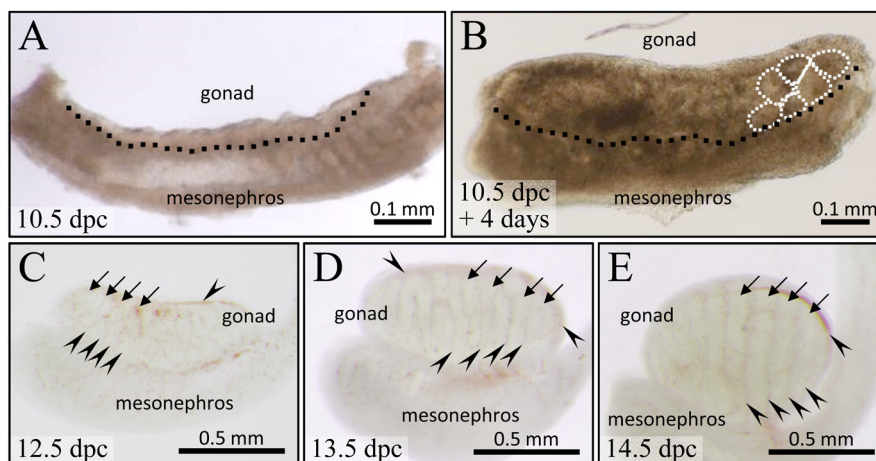 A
gonad
mesonephros
10.5 dpc
0.1 mm
B
gonad
mesonephros
10.5 dpc
+ 4 days
0.1 mm
C
gonad
mesonephros
12.5 dpc
0.5 mm
D
gonad
mesonephros
13.5 dpc
0.5 mm
E
gonad
mesonephros
14.5 dpc
0.5 mm